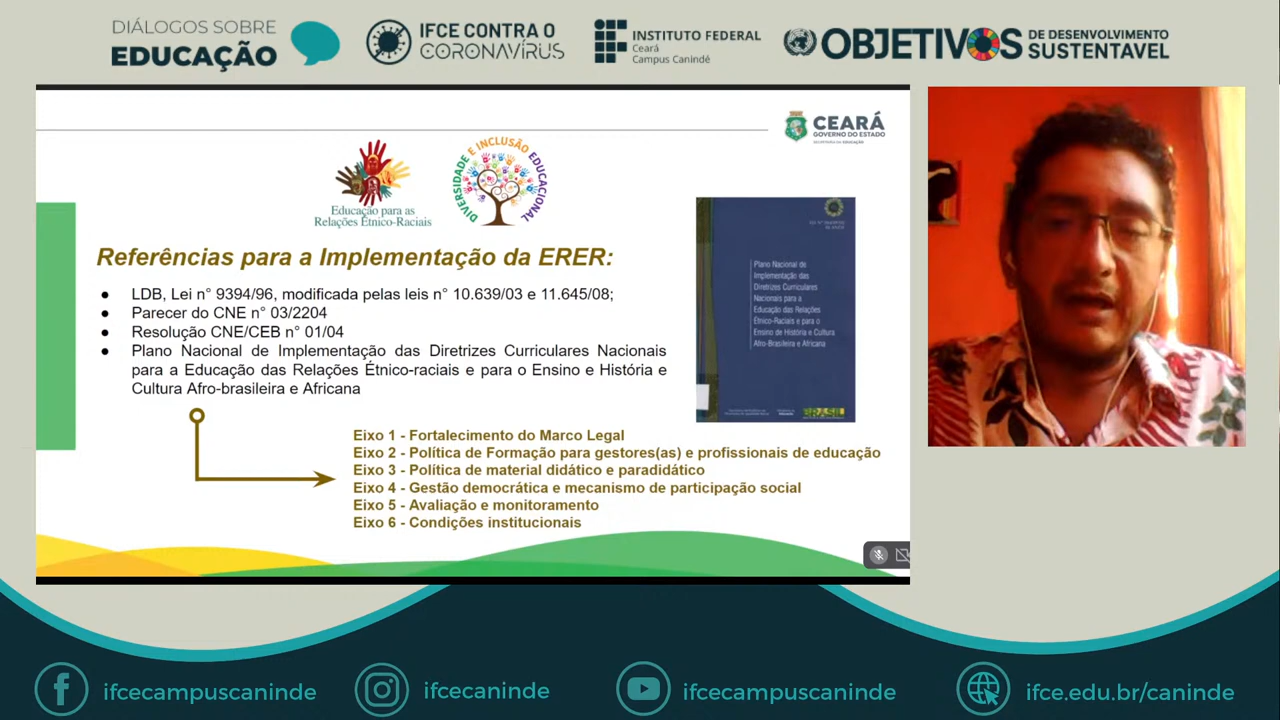 DIÁLOGOS SOBRE
EDUCAÇÃO
IFCE CONTRA O
CORONAVÍRUS
INSTITUTO FEDERAL
Ceará
Campus Canindé
OBJETIVOS
DE DESENVOLVIMENTO
SUSTENTAVEL
CEARÁ
GOVERNO DO ESTADO
SECRETARIA DA EDUCAÇÃO
Educação para as
Relações Étnico-Raciais
DIVERSIDADE E INCLUSÃO EDUCACIONAL
Referências para a Implementação da ERER:
● LDB, Lei n° 9394/96, modificada pelas leis n° 10.639/03 e 11.645/08;
● Parecer do CNE n° 03/2204
● Resolução CNE/CEB n° 01/04
● Plano Nacional de Implementação das Diretrizes Curriculares Nacionais
para a Educação das Relações Étnico-raciais e para o Ensino e História e
Cultura Afro-brasileira e Africana
Plano Nacional de
Implementação das
Diretrizes Curriculares
Nacionais para a
Educação das Relações
Étnico-Raciais e para o
Ensino de História e Cultura
Afro-Brasileira e Africana
BRASIL
Eixo 1 - Fortalecimento do Marco Legal
Eixo 2 - Política de Formação para gestores(as) e profissionais de educação
Eixo 3 - Política de material didático e paradidático
Eixo 4 - Gestão democrática e mecanismo de participação social
Eixo 5 - Avaliação e monitoramento
Eixo 6 - Condições institucionais
ifcecampuscaninde
ifcecaninde
ifcecampuscaninde
ifce.edu.br/caninde